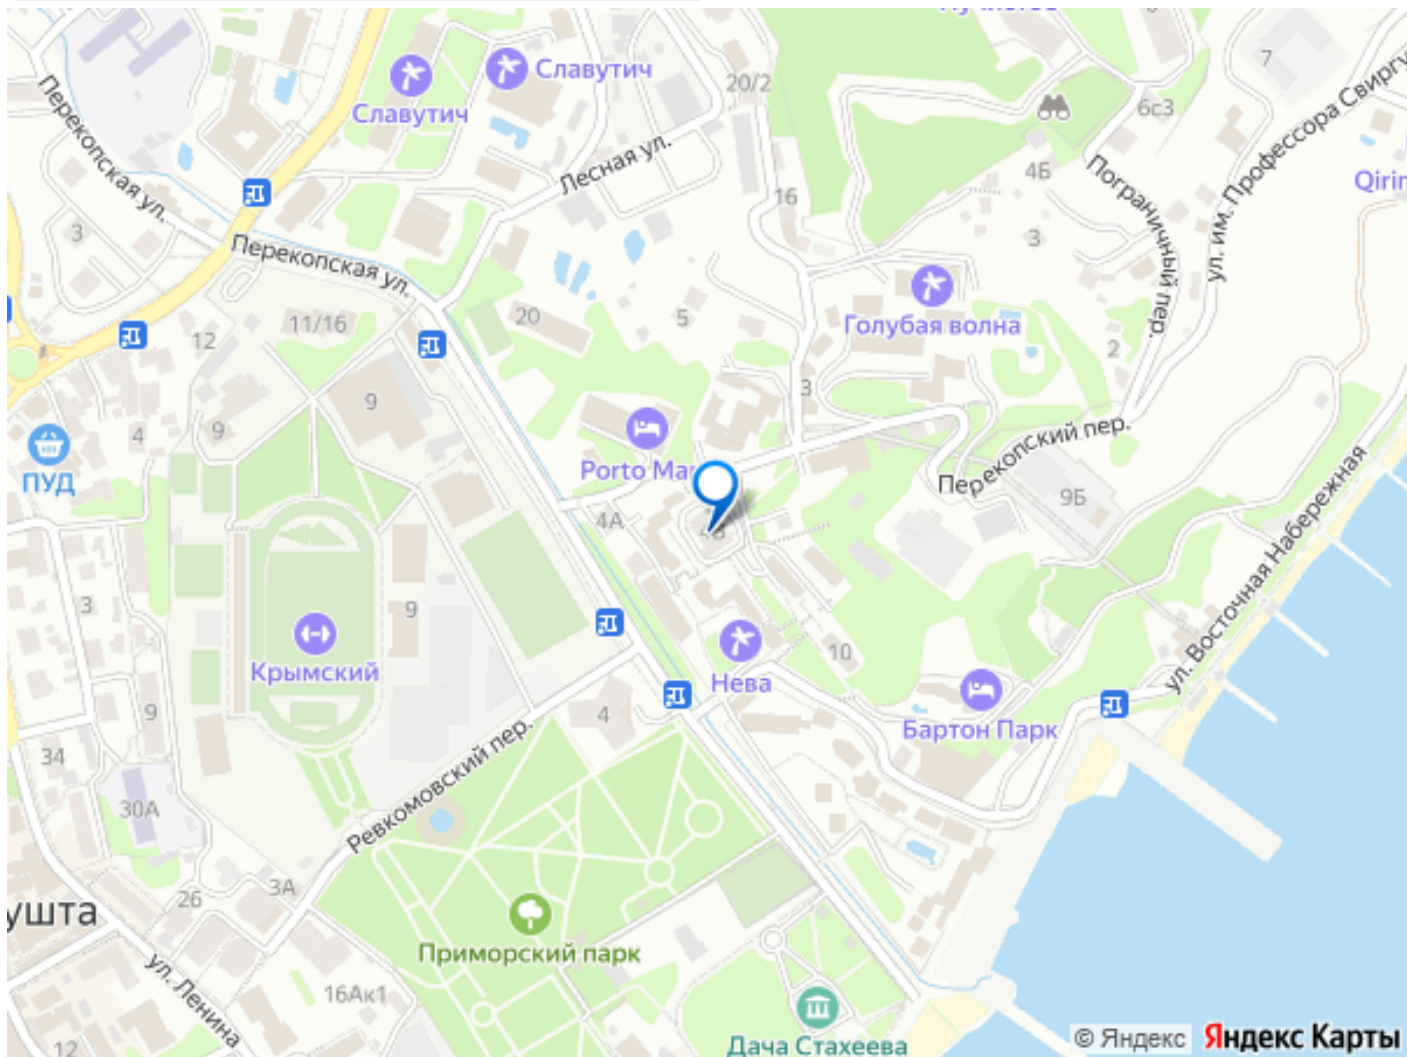 Славутич
Славутич
20/2
7
6с3
ул. им. Профессора Свиргу
Перекопская ул.
Лесная ул.
4Б
Пограничный пер.
Qirin
16
3
3
Перекопская ул.
Голубая волна
20
5
11/16
12
2
3
9
9
4
ПУД
Porto Mar
Перекопский пер.
9Б
4А
ул. Восточная Набережная
3
9
Крымский
10
Нева
Бартон Парк
9
4
34
Ревкомовский пер.
30А
3А
26
ушта
Приморский парк
ул. Ленина
16Ак1
12
Дача Стахеева
© Яндекс Яндекс Карты